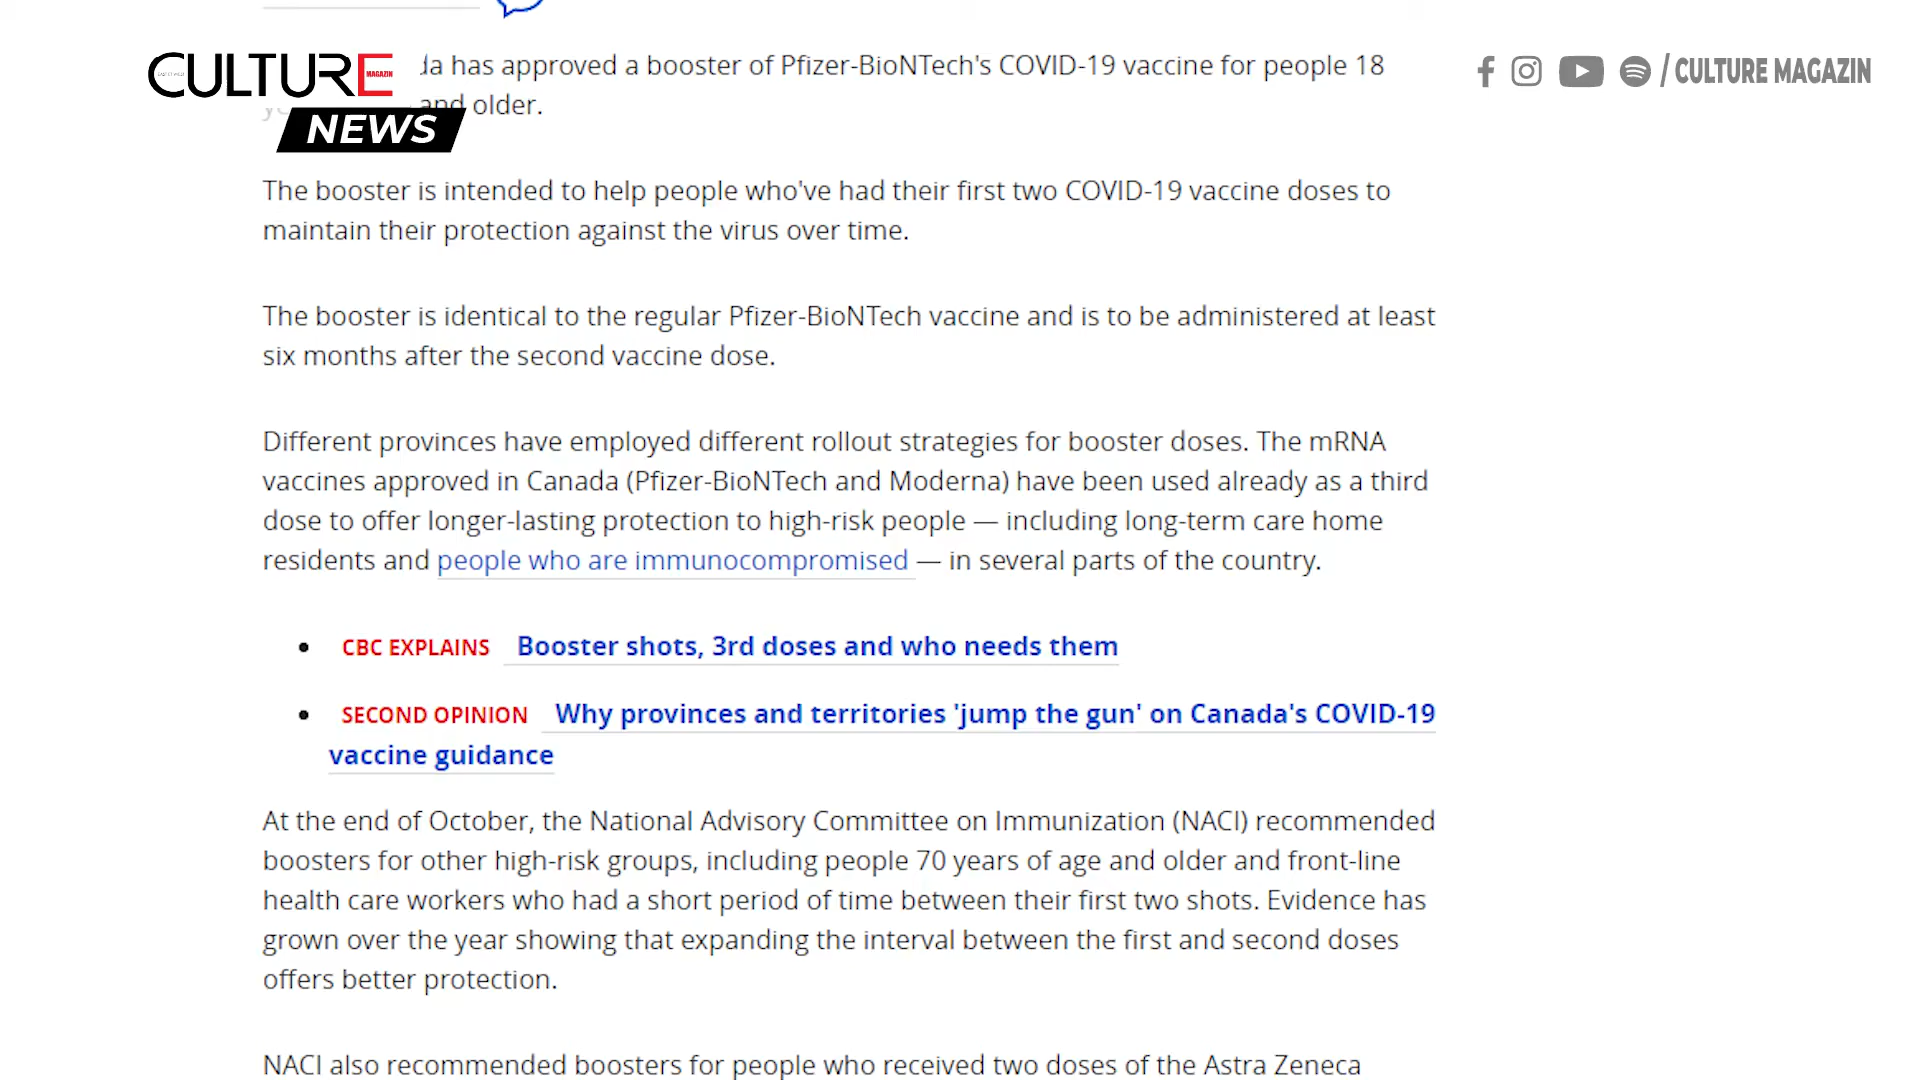 CULTURE
MAGAZIN
NEWS
/ CULTURE MAGAZIN
da has approved a booster of Pfizer-BioNTech's COVID-19 vaccine for people 18
and older.
The booster is intended to help people who've had their first two COVID-19 vaccine doses to
maintain their protection against the virus over time.
The booster is identical to the regular Pfizer-BioNTech vaccine and is to be administered at least
six months after the second vaccine dose.
Different provinces have employed different rollout strategies for booster doses. The mRNA
vaccines approved in Canada (Pfizer-BioNTech and Moderna) have been used already as a third
dose to offer longer-lasting protection to high-risk people — including long-term care home
residents and people who are immunocompromised — in several parts of the country.
• CBC EXPLAINS Booster shots, 3rd doses and who needs them
• SECOND OPINION Why provinces and territories 'jump the gun' on Canada's COVID-19
vaccine guidance
At the end of October, the National Advisory Committee on Immunization (NACI) recommended
boosters for other high-risk groups, including people 70 years of age and older and front-line
health care workers who had a short period of time between their first two shots. Evidence has
grown over the year showing that expanding the interval between the first and second doses
offers better protection.
NACI also recommended boosters for people who received two doses of the Astra Zeneca